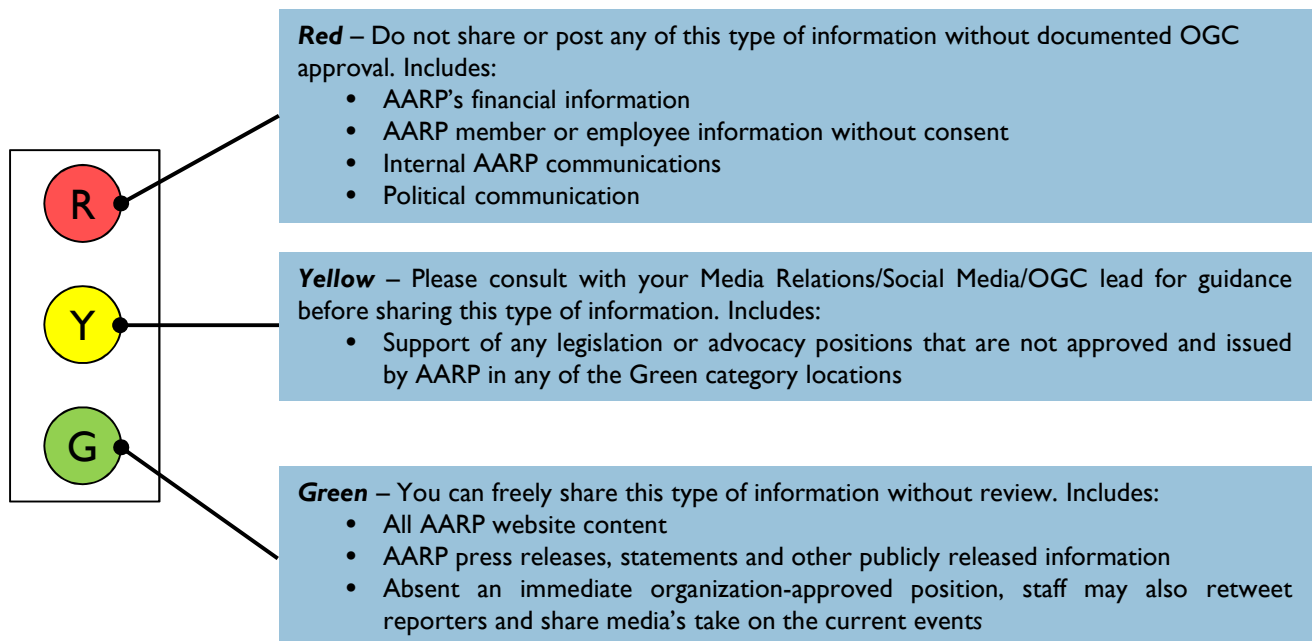 Red – Do not share or post any of this type of information without documented OGC
approval. Includes:
• AARP's financial information
• AARP member or employee information without consent
• Internal AARP communications
• Political communication
R
Yellow – Please consult with your Media Relations/Social Media/OGC lead for guidance
before sharing this type of information. Includes:
• Support of any legislation or advocacy positions that are not approved and issued
by AARP in any of the Green category locations
Y
G
Green – You can freely share this type of information without review. Includes:
• All AARP website content
• AARP press releases, statements and other publicly released information
• Absent an immediate organization-approved position, staff may also retweet
reporters and share media's take on the current events